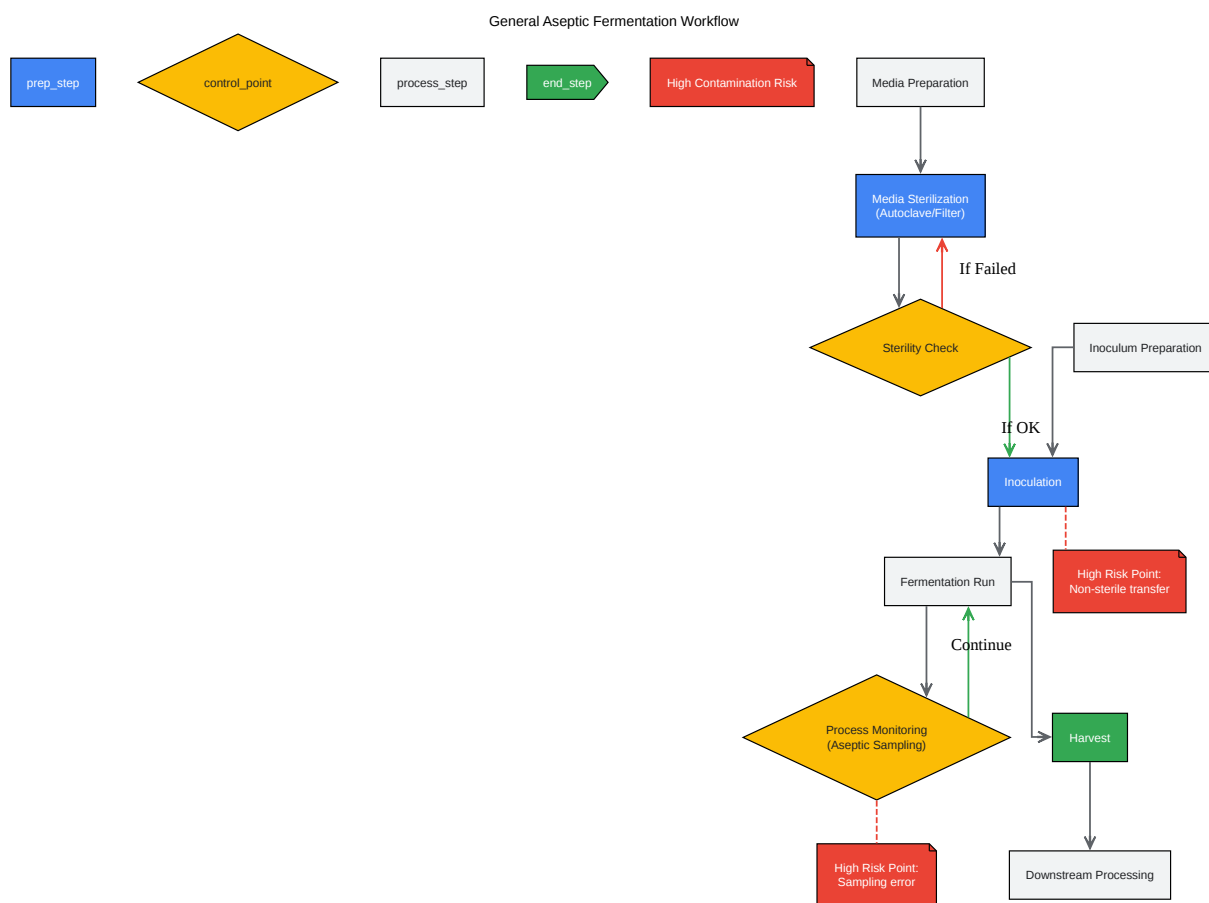 General Aseptic Fermentation Workflow
prep_step
control_point
process_step
end_step
High Contamination Risk
Media Preparation
Media Sterilization
(Autoclave/Filter)
If Failed
Sterility Check
Inoculum Preparation
If OK
Inoculation
High Risk Point:
Non-sterile transfer
Fermentation Run
Continue
Process Monitoring
(Aseptic Sampling)
Harvest
High Risk Point:
Sampling error
Downstream Processing